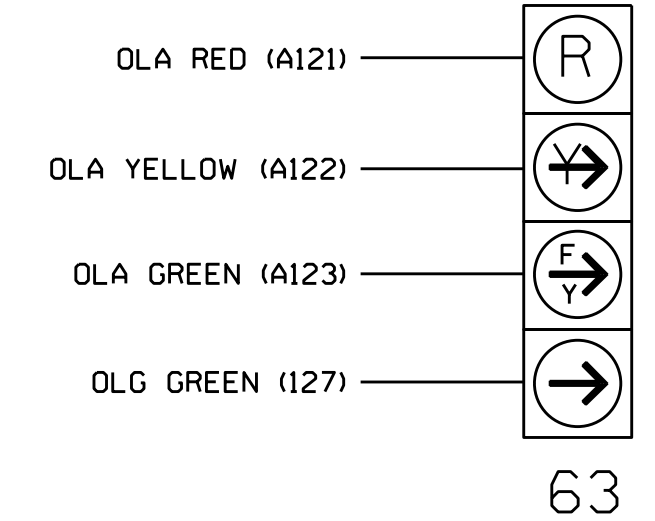 OLA RED (A121)
R
OLA YELLOW (A122)
Y
OLA GREEN (A123)
F
Y
OLG GREEN (127)
63